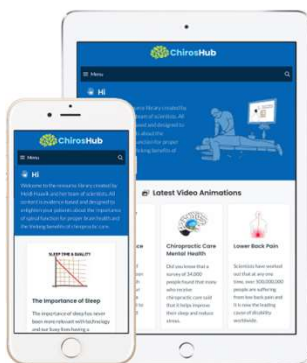 ChirosHub
Menu
Hi
Latest Video Animations
Chiropractic Care
Mental Health
Did you know that a
survey of 34,000
people found that many
who receive
chiropractic care said
that it helps improve
their sleep and reduce
stress.
Lower Back Pain
Scientists have worked
out that at any one
time, over 500,000,000
people are suffering
from low back pain and
it is now the leading
cause of disability
worldwide.
ChirosHub
Menu
Hi
Welcome to the resource library created by
Heidi Haavik and her team of scientists. All
content is evidence based and designed to
enlighten your patients about the importance
of spinal function for proper brain health and
the thinking benefits of chiropractic care.
SLEEP TIME & QUALITY
The Importance of Sleep
The importance of sleep has never
been more relevant with technology
and our busy lives having a